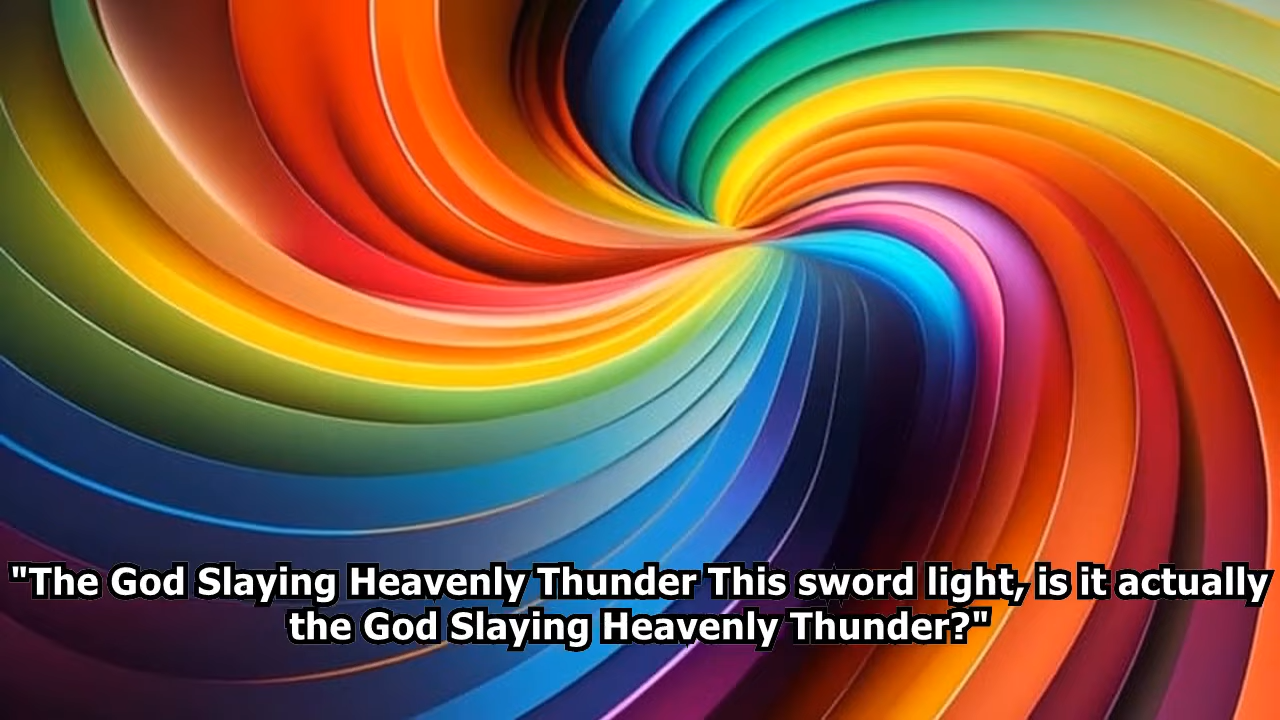 "The God Slaying Heavenly Thunder This sword light, is it actually
the God Slaying Heavenly Thunder?"